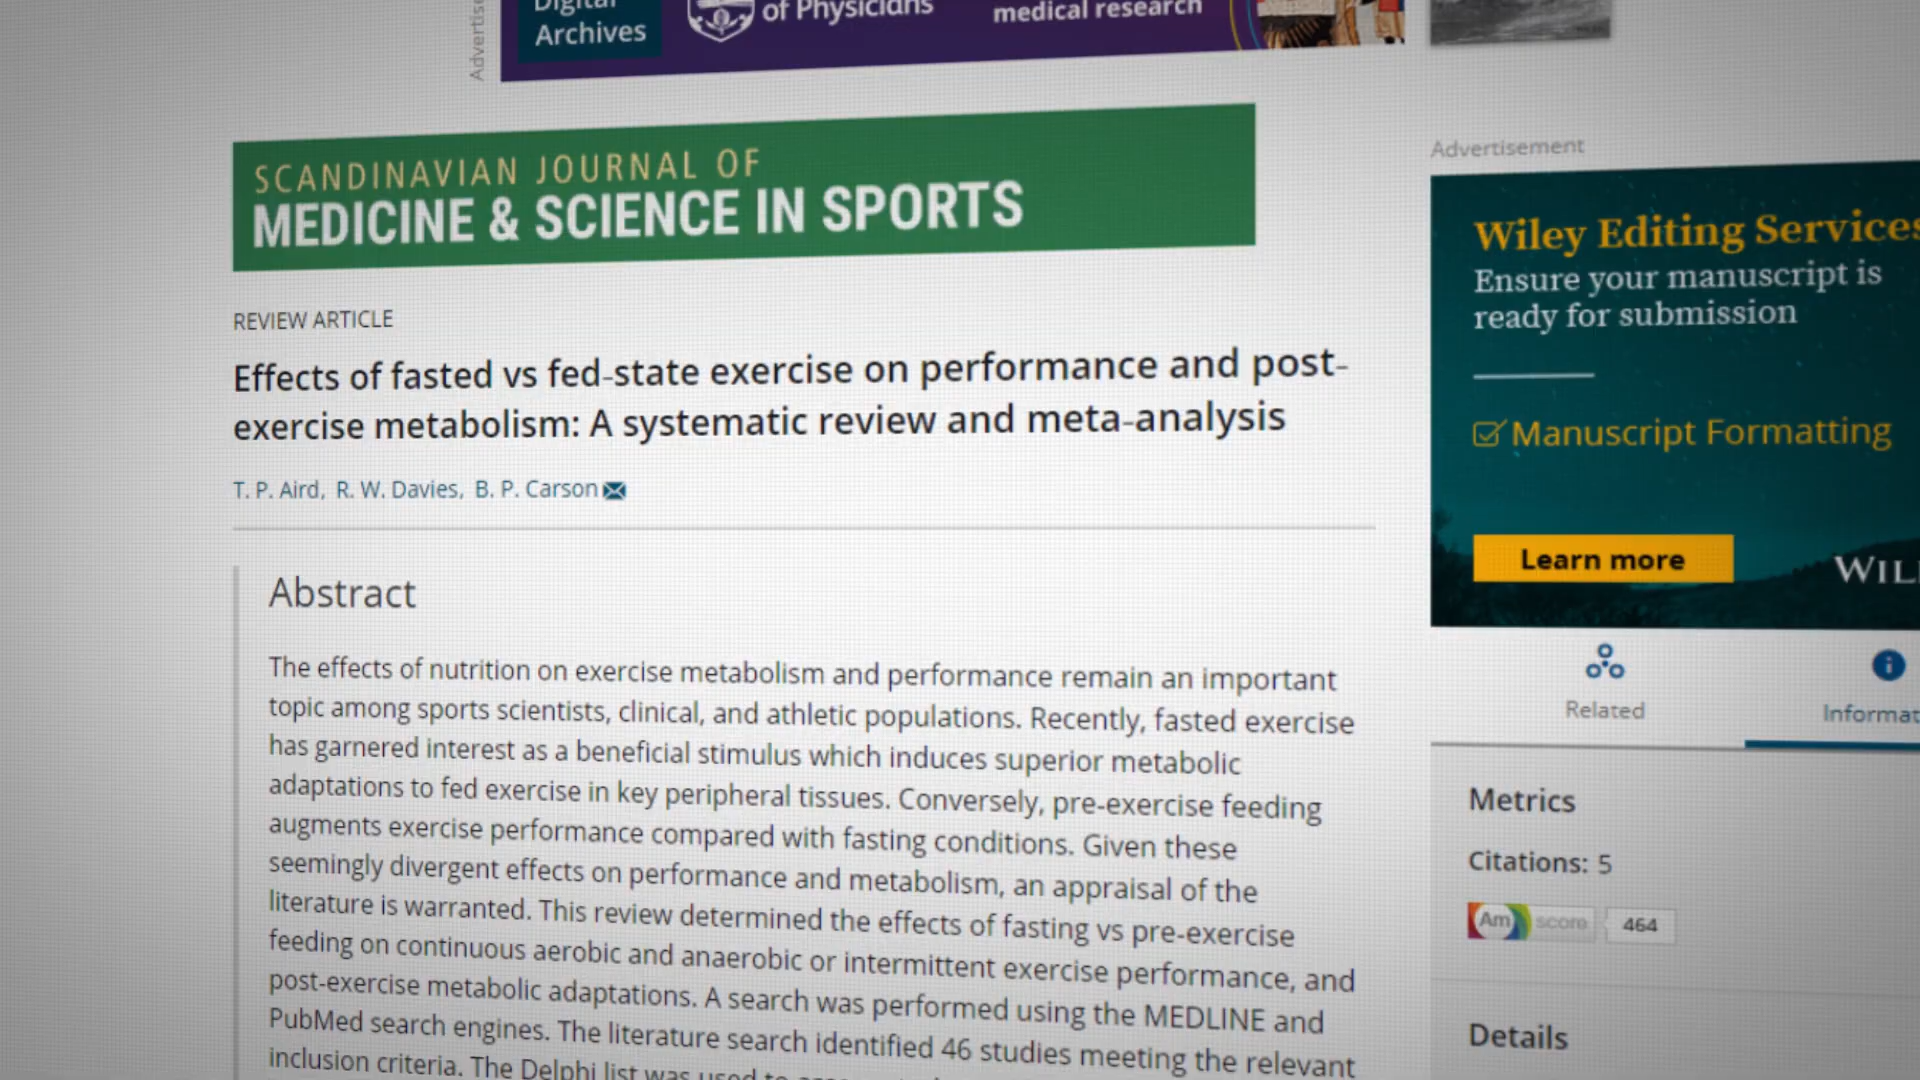 Digital
Archives
of Physicians
medical research
SCANDINAVIAN JOURNAL OF
MEDICINE & SCIENCE IN SPORTS
REVIEW ARTICLE
Effects of fasted vs fed-state exercise on performance and post-
exercise metabolism: A systematic review and meta-analysis
T. P. Aird, R. W. Davies, B. P. Carson
Abstract
The effects of nutrition on exercise metabolism and performance remain an important
topic among sports scientists, clinical, and athletic populations. Recently, fasted exercise
has garnered interest as a beneficial stimulus which induces superior metabolic
adaptations to fed exercise in key peripheral tissues. Conversely, pre-exercise feeding
augments exercise performance compared with fasting conditions. Given these
seemingly divergent effects on performance and metabolism, an appraisal of the
literature is warranted. This review determined the effects of fasting vs pre-exercise
feeding on continuous aerobic and anaerobic or intermittent exercise performance, and
post-exercise metabolic adaptations. A search was performed using the MEDLINE and
PubMed search engines. The literature search identified 46 studies meeting the relevant
inclusion criteria. The Delphi list was used to
Advertisement
Wiley Editing Services
Ensure your manuscript is
ready for submission
Manuscript Formatting
Learn more
WIL
Related
Informat
Metrics
Citations: 5
Am score 464
Details